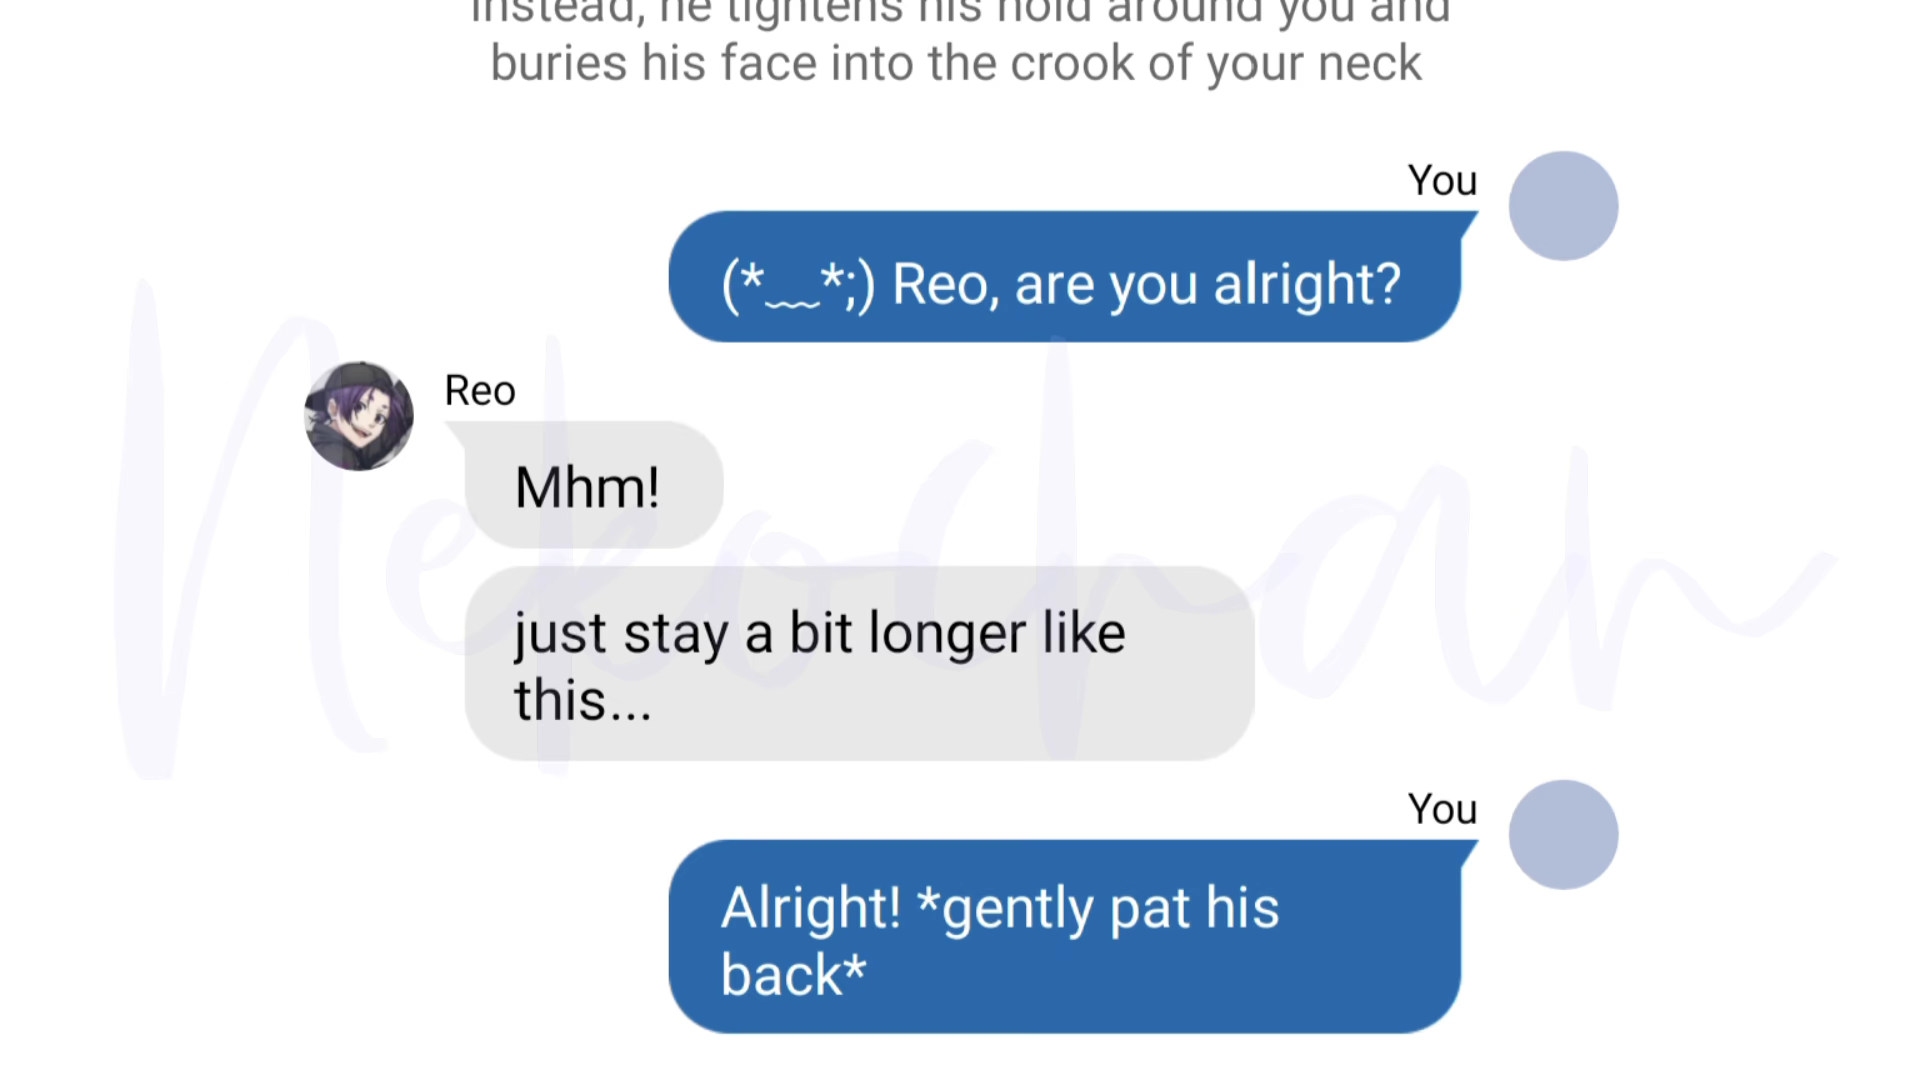 instead, he tightens his hold around you and
buries his face into the crook of your neck
You
(*﹏*;) Reo, are you alright?
Reo
Mhm!
just stay a bit longer like
this...
You
Alright! *gently pat his
back*
Nekochan